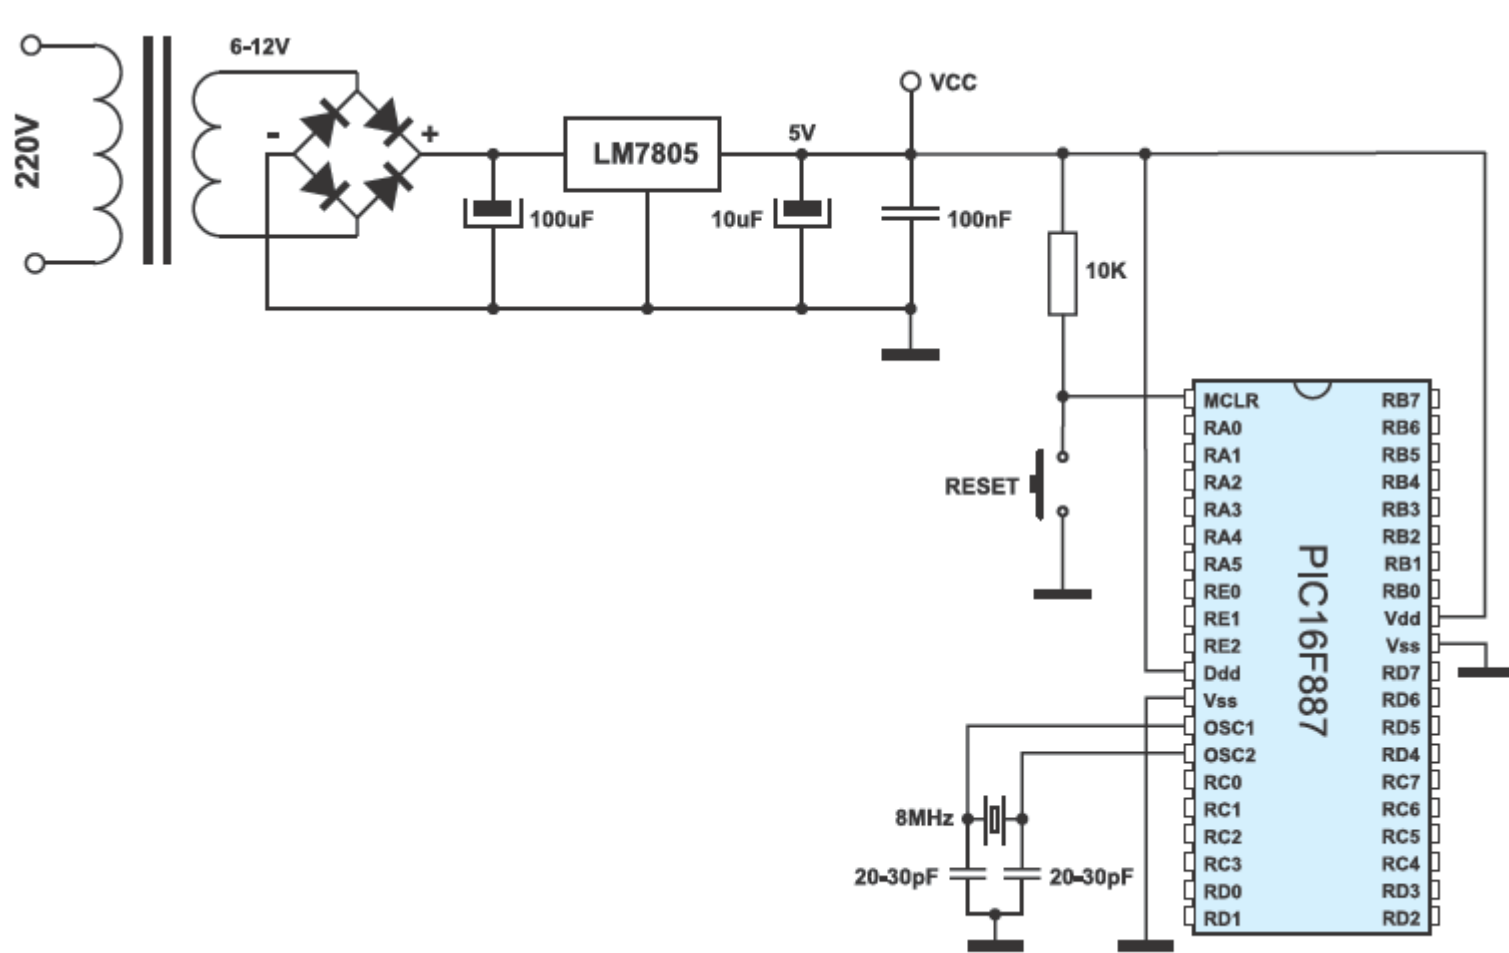 6-12V
220V
-
+
LM7805
5V
VCC
100uF
10uF
100nF
10K
RESET
8MHz
20-30pF
20-30pF
PIC16F887
MCLR
RA0
RA1
RA2
RA3
RA4
RA5
RE0
RE1
RE2
Ddd
Vss
OSC1
OSC2
RC0
RC1
RC2
RC3
RD0
RD1
RB7
RB6
RB5
RB4
RB3
RB2
RB1
RB0
Vdd
Vss
RD7
RD6
RD5
RD4
RC7
RC6
RC5
RC4
RD3
RD2